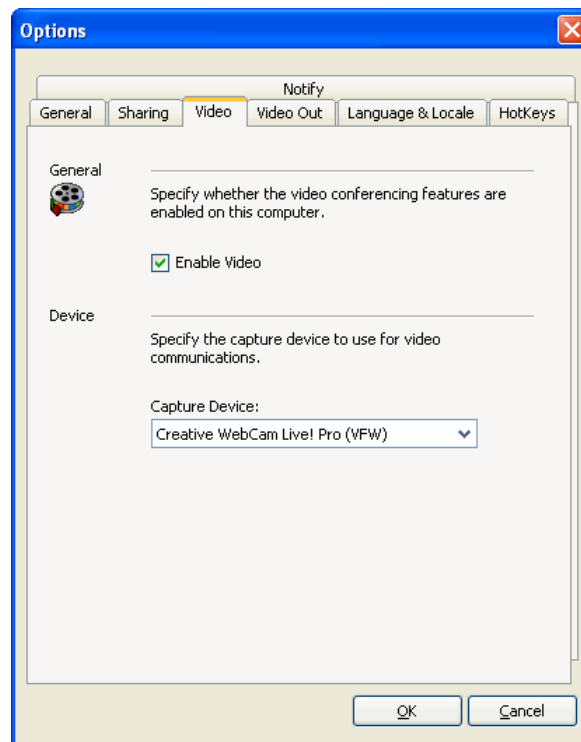 Options
Notify
General Sharing Video Video Out Language & Locale HotKeys
General
Specify whether the video conferencing features are
enabled on this computer.
Enable Video
Device
Specify the capture device to use for video
communications.
Capture Device:
Creative WebCam Live! Pro (VFW)
OK Cancel